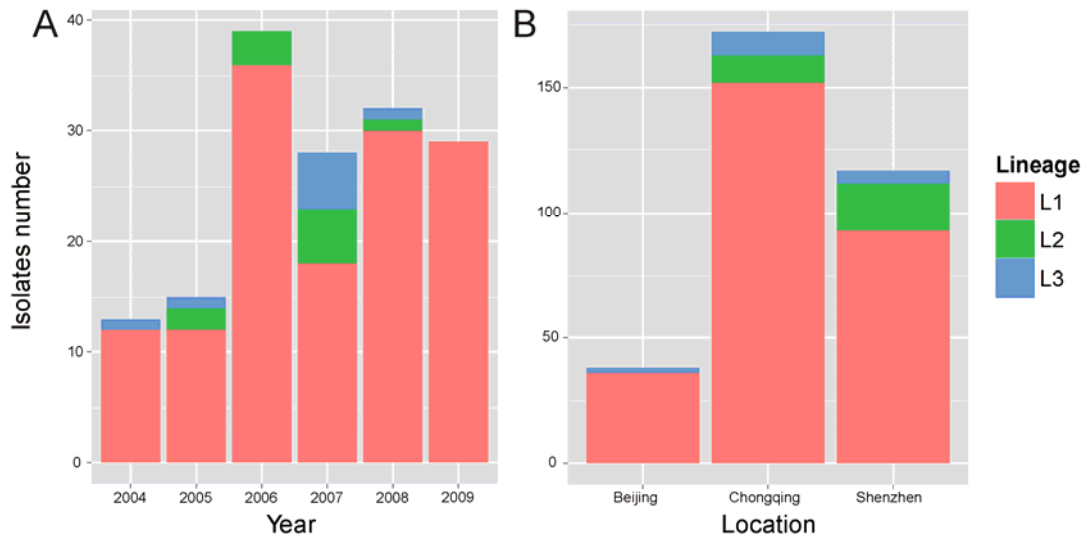 A
Isolates number
40
30
20
10
0
2004 2005 2006 2007 2008 2009
Year
B
150
100
50
0
Beijing Chongqing Shenzhen
Location
Lineage
L1
L2
L3